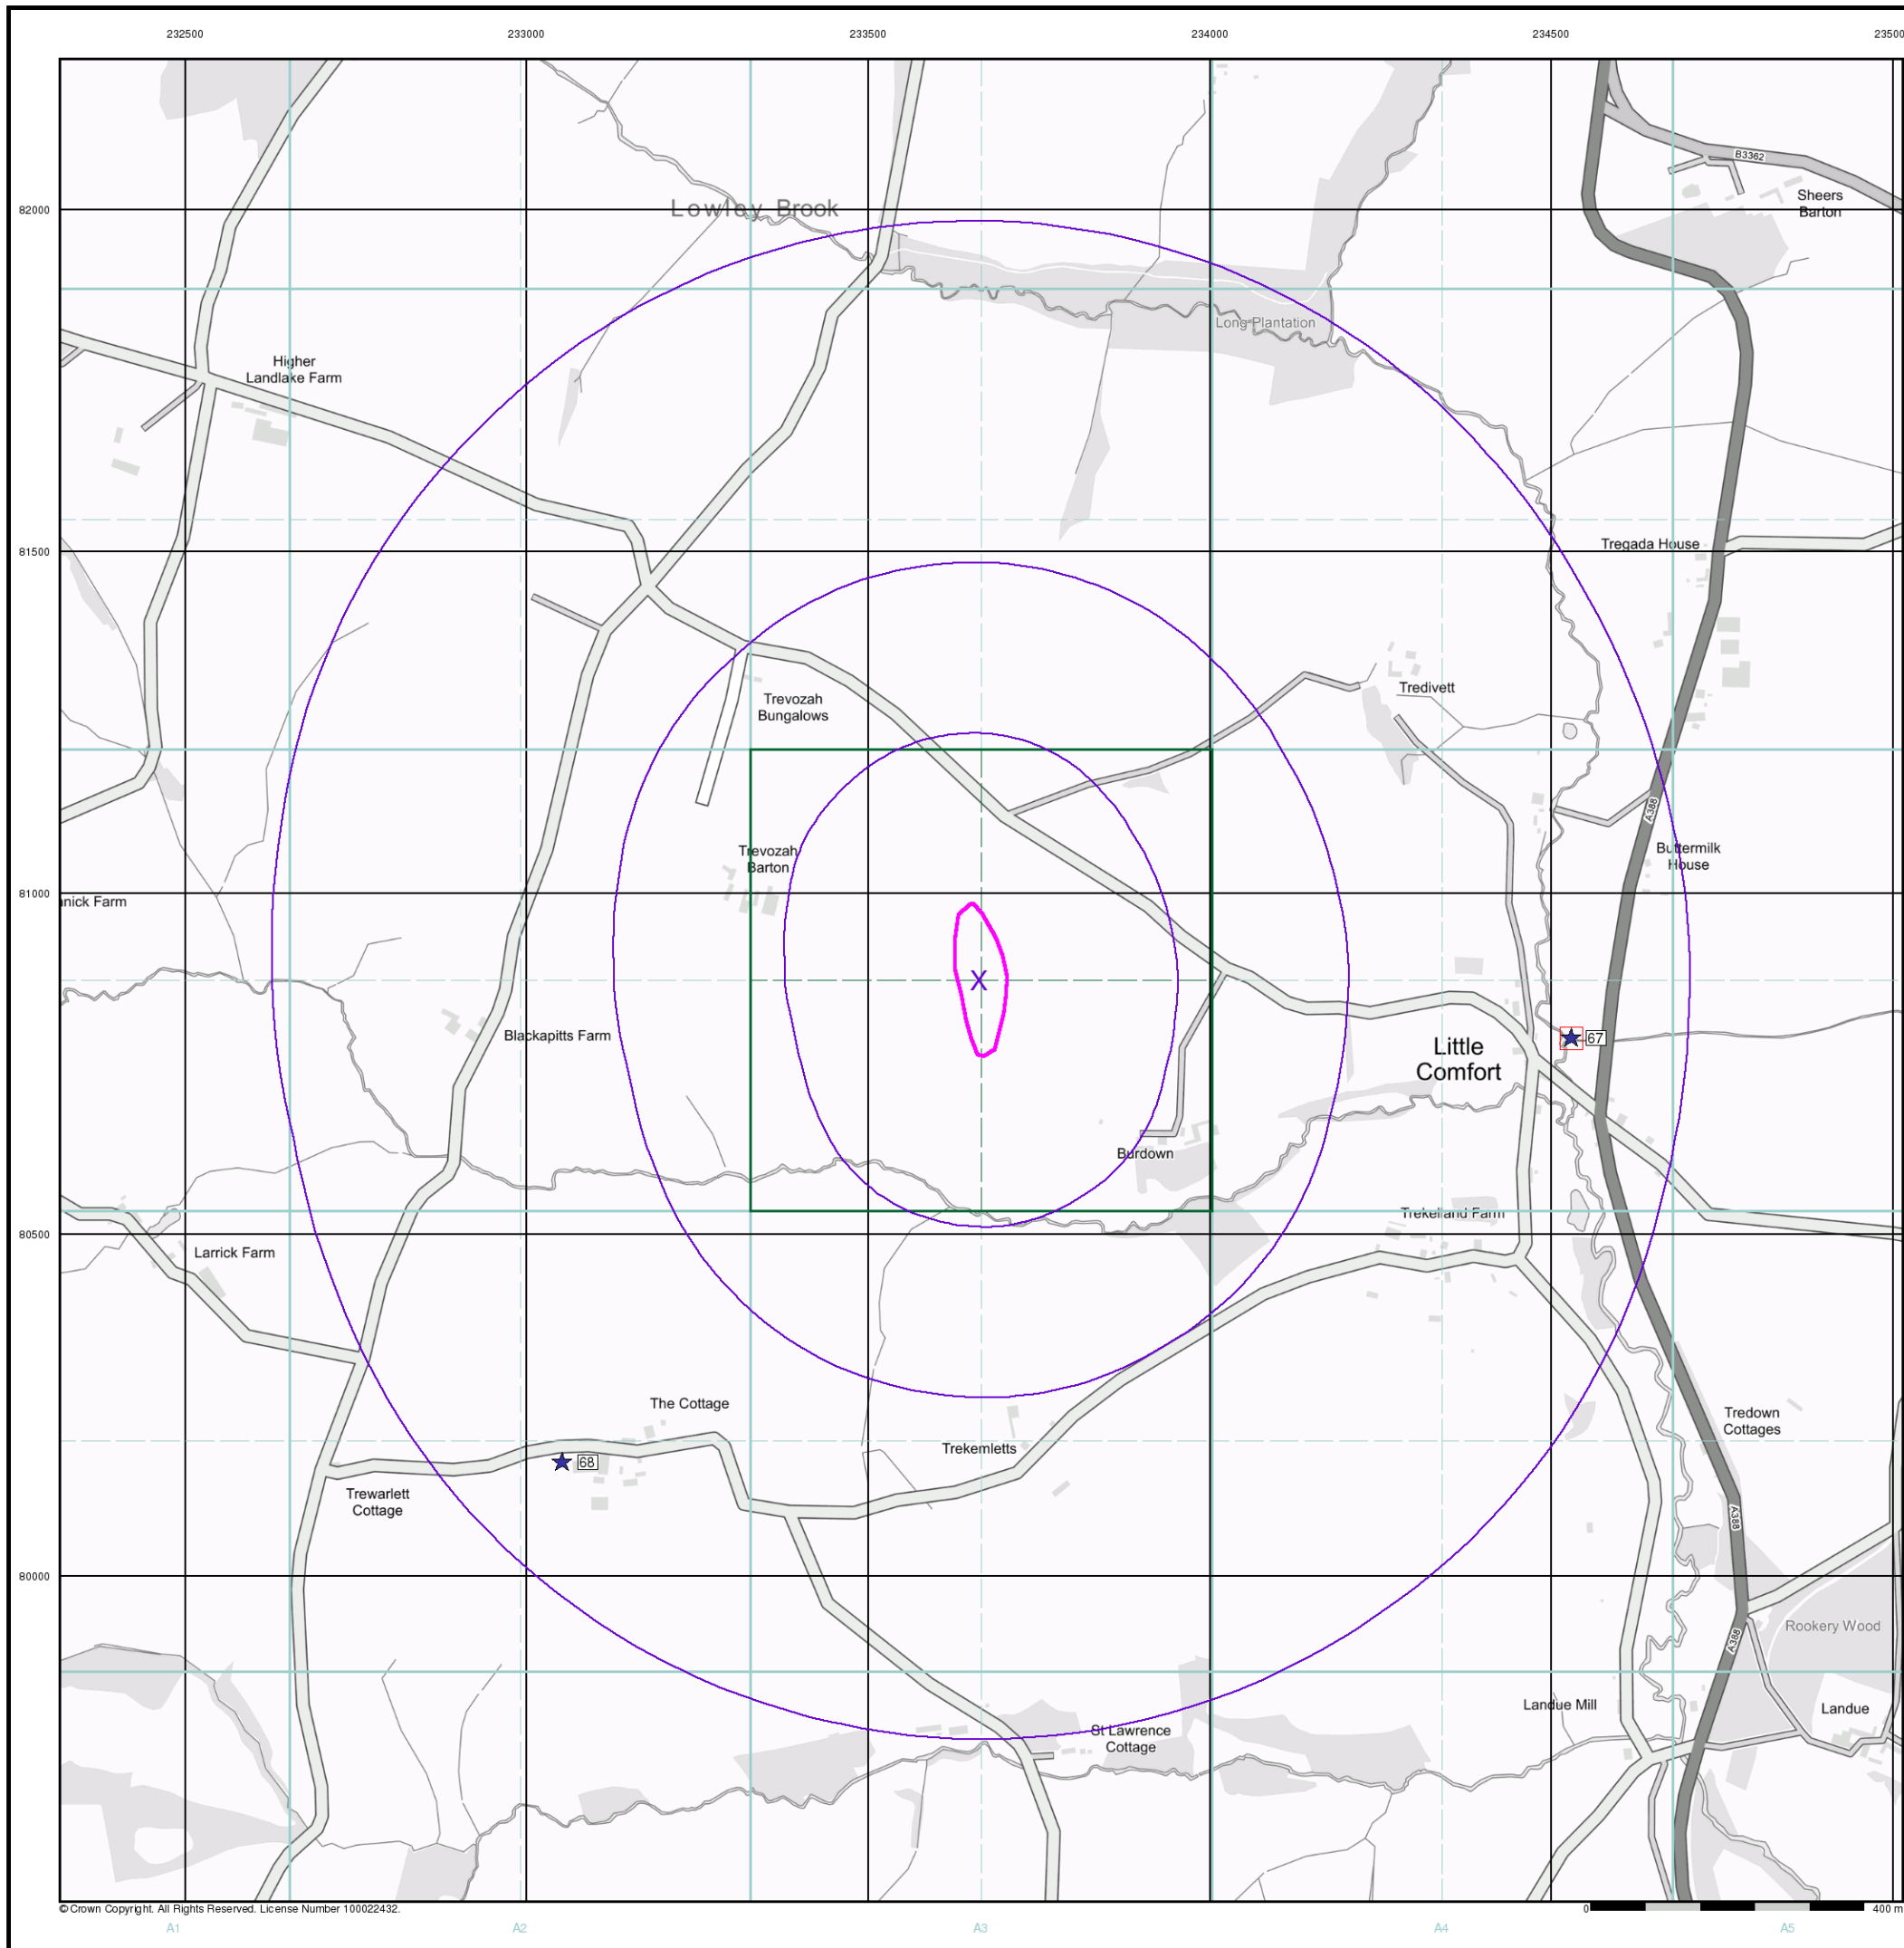 232500
233000
233500
234000
234500
23500
B3362
Sheers
Barton
82000
Lowley Brook
Long Plantation
Higher
Landlake Farm
81500
Tregada House
Tredivett
Trevozah
Bungalows
A388
Trevozah
Barton
Buttermilk
House
81000
nnick Farm
X
Blackapitts Farm
Little
Comfort
67
Burdown
Trekelland Farm
80500
Larrick Farm
The Cottage
Trekemletts
Tredown
Cottages
68
Trewarlett
Cottage
A388
80000
Rookery Wood
A388
Landue Mill
Landue
St Lawrence
Cottage
© Crown Copyright. All Rights Reserved. License Number 100022432.
0
400 m
A1
A2
A3
A4
A5